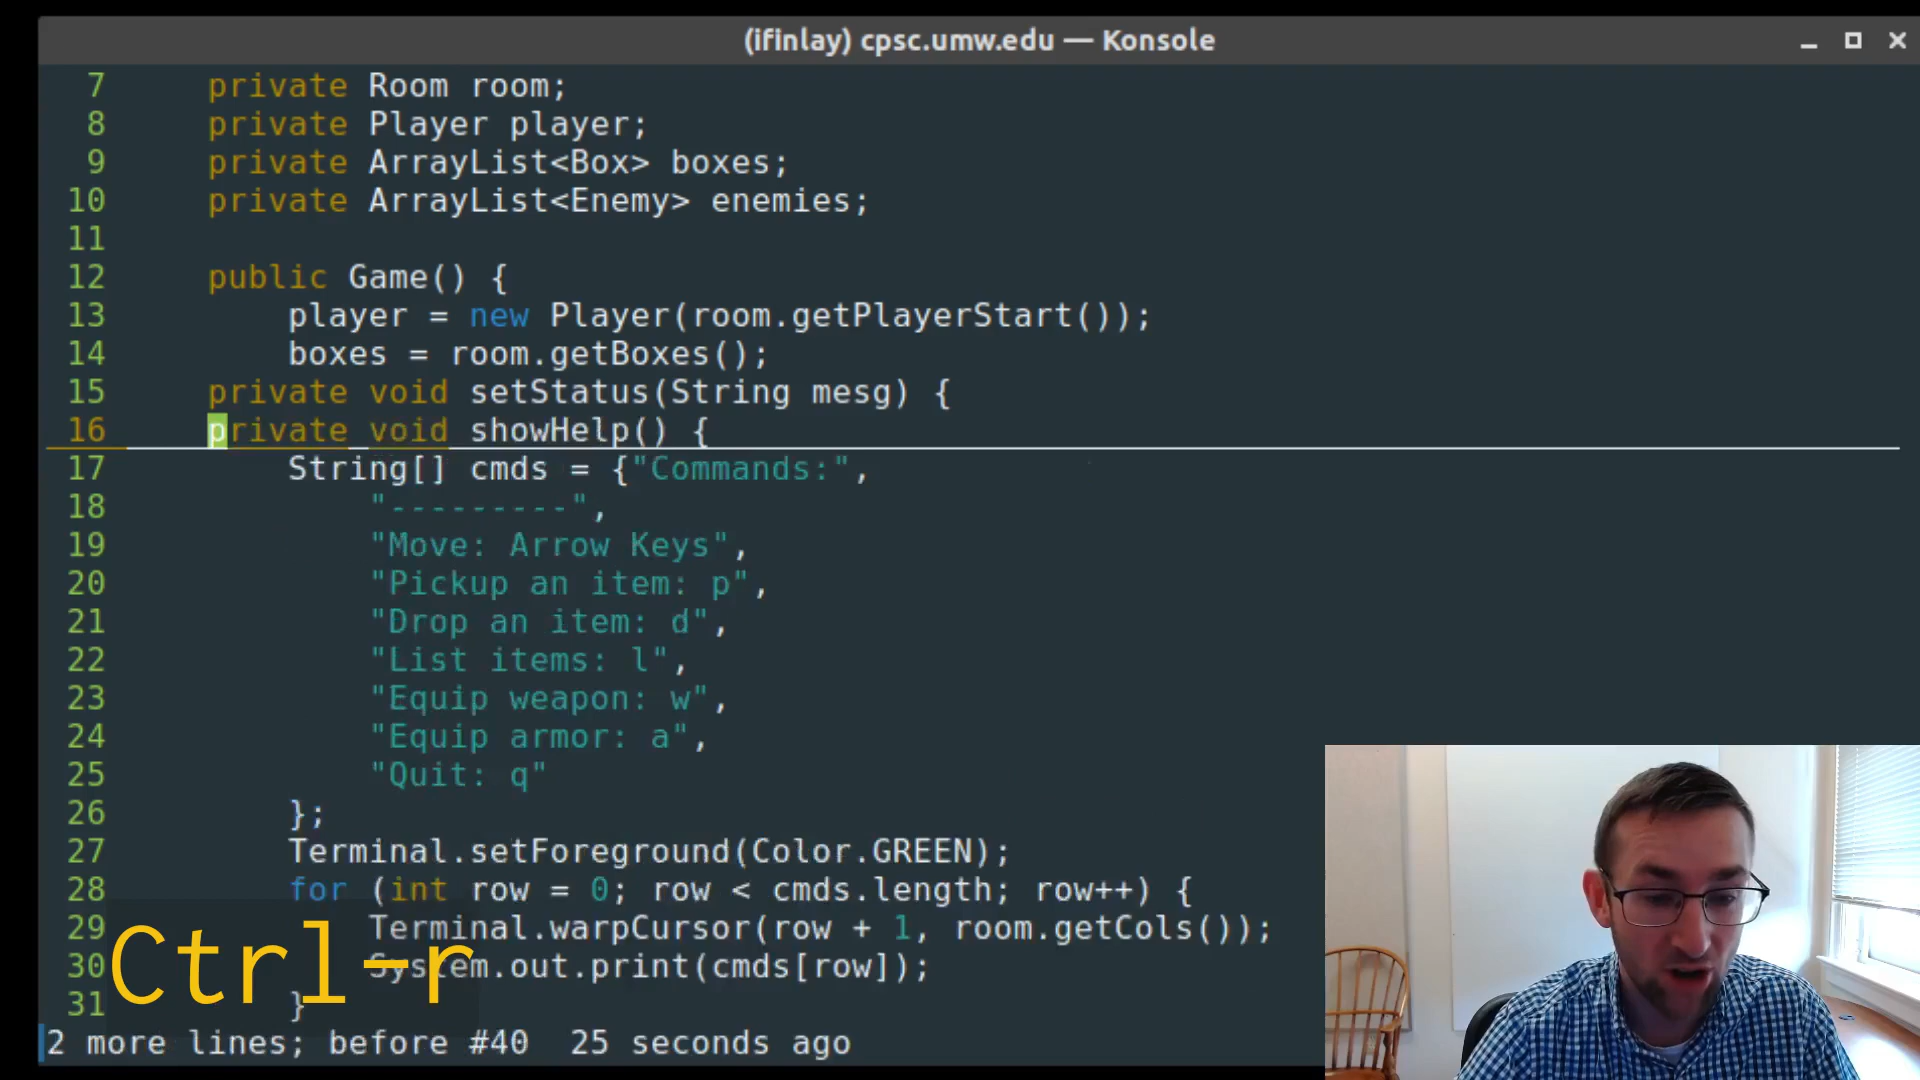 (ifinlay) cpsc.umw.edu — Konsole
7 private Room room;
8 private Player player;
9 private ArrayList<Box> boxes;
10 private ArrayList<Enemy> enemies;
11
12 public Game() {
13 player = new Player(room.getPlayerStart());
14 boxes = room.getBoxes();
15 private void setStatus(String mesg) {
16 private void showHelp() {
17 String[] cmds = {"Commands:",
18 "---------",
19 "Move: Arrow Keys",
20 "Pickup an item: p",
21 "Drop an item: d",
22 "List items: l",
23 "Equip weapon: w",
24 "Equip armor: a",
25 "Quit: q"
26 };
27 Terminal.setForeground(Color.GREEN);
28 for (int row = 0; row < cmds.length; row++) {
29 Terminal.warpCursor(row + 1, room.getCols());
30 System.out.print(cmds[row]);
31 }
Ctrl-r
2 more lines; before #40 25 seconds ago